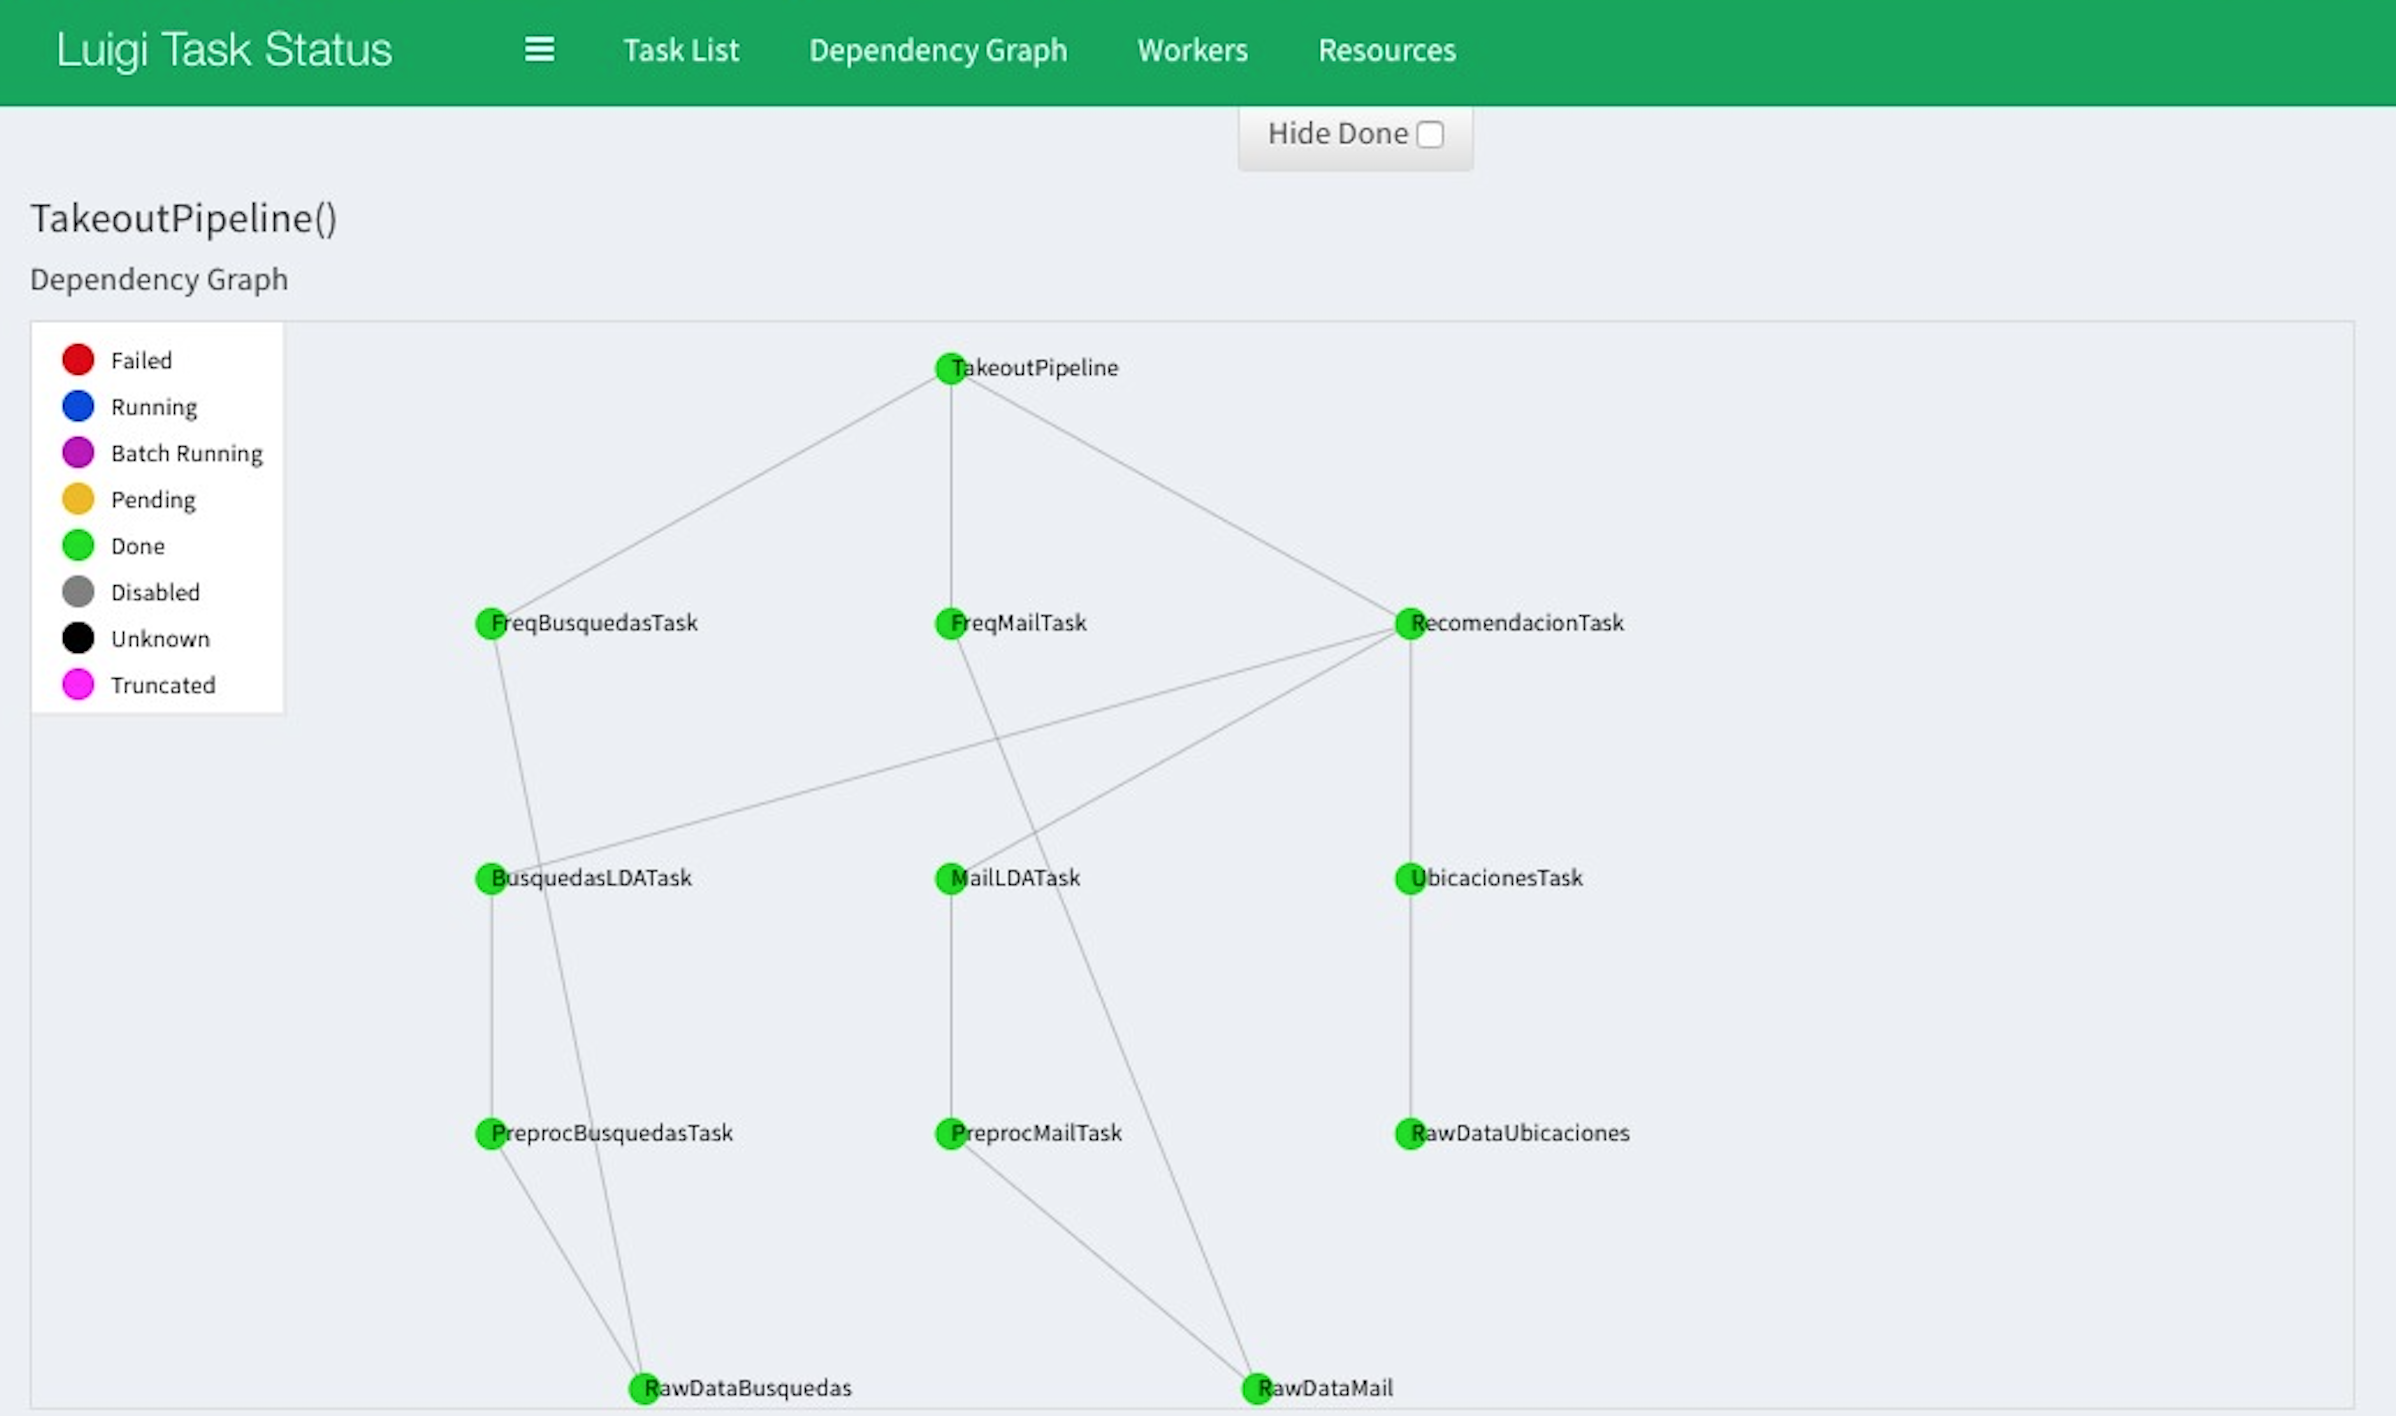 Luigi Task Status
Task List
Dependency Graph
Workers
Resources
Hide Done
TakeoutPipeline()
Dependency Graph
Failed
Running
Batch Running
Pending
Done
Disabled
Unknown
Truncated
TakeoutPipeline
FreqBusquedasTask
FreqMailTask
RecomendacionTask
BusquedasLDATask
MailLDATask
UbicacionesTask
PreprocBusquedasTask
PreprocMailTask
RawDataUbicaciones
RawDataBusquedas
RawDataMail